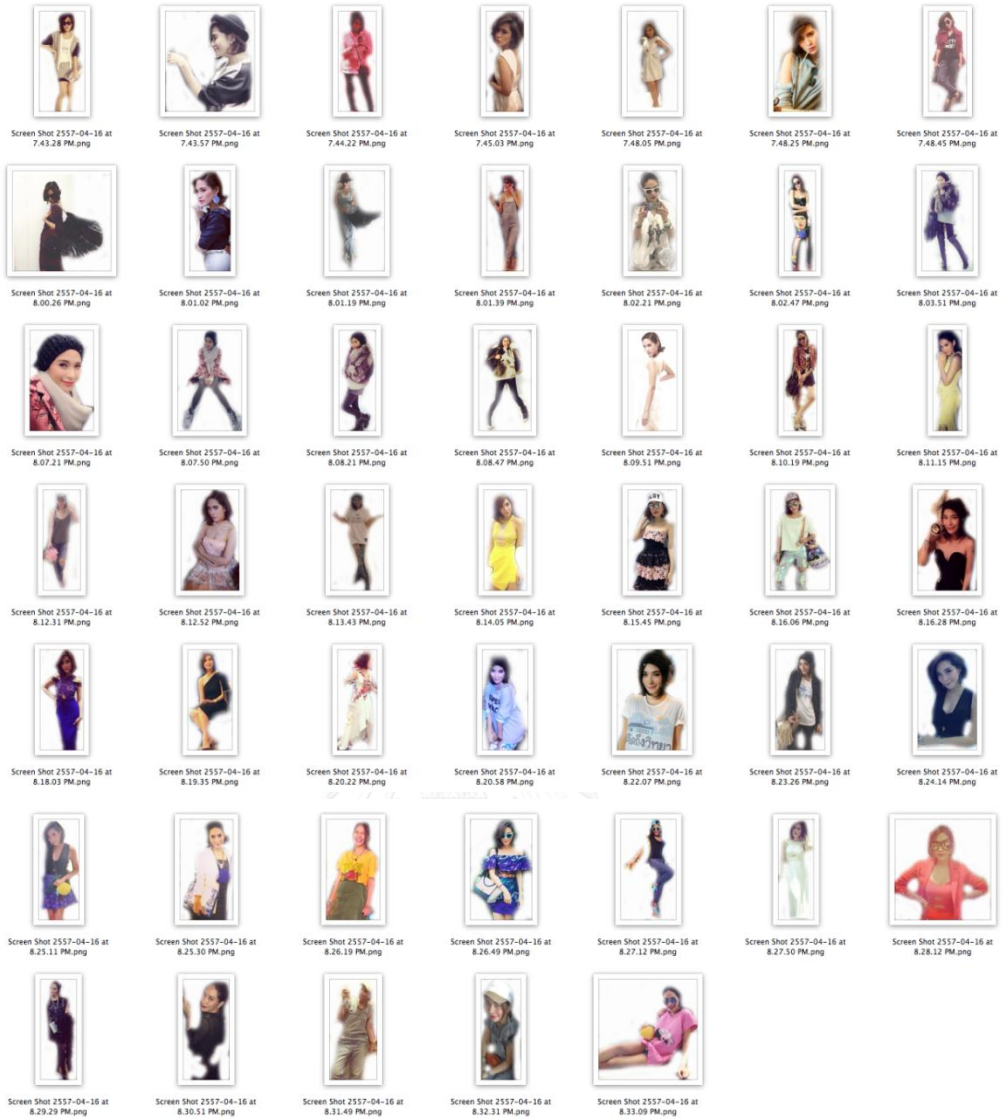 Screen Shot 2557-04-16 at
7.43.28 PM.png
Screen Shot 2557-04-16 at
7.43.57 PM.png
Screen Shot 2557-04-16 at
7.44.22 PM.png
Screen Shot 2557-04-16 at
7.45.03 PM.png
Screen Shot 2557-04-16 at
7.48.05 PM.png
Screen Shot 2557-04-16 at
7.48.25 PM.png
Screen Shot 2557-04-16 at
7.48.45 PM.png
Screen Shot 2557-04-16 at
8.00.26 PM.png
Screen Shot 2557-04-16 at
8.01.02 PM.png
Screen Shot 2557-04-16 at
8.01.19 PM.png
Screen Shot 2557-04-16 at
8.01.39 PM.png
Screen Shot 2557-04-16 at
8.02.21 PM.png
Screen Shot 2557-04-16 at
8.02.47 PM.png
Screen Shot 2557-04-16 at
8.03.51 PM.png
Screen Shot 2557-04-16 at
8.07.21 PM.png
Screen Shot 2557-04-16 at
8.07.50 PM.png
Screen Shot 2557-04-16 at
8.08.21 PM.png
Screen Shot 2557-04-16 at
8.08.47 PM.png
Screen Shot 2557-04-16 at
8.09.51 PM.png
Screen Shot 2557-04-16 at
8.10.19 PM.png
Screen Shot 2557-04-16 at
8.11.15 PM.png
Screen Shot 2557-04-16 at
8.12.31 PM.png
Screen Shot 2557-04-16 at
8.12.52 PM.png
Screen Shot 2557-04-16 at
8.13.43 PM.png
Screen Shot 2557-04-16 at
8.14.05 PM.png
Screen Shot 2557-04-16 at
8.15.45 PM.png
Screen Shot 2557-04-16 at
8.16.06 PM.png
Screen Shot 2557-04-16 at
8.16.28 PM.png
Screen Shot 2557-04-16 at
8.18.03 PM.png
Screen Shot 2557-04-16 at
8.19.35 PM.png
Screen Shot 2557-04-16 at
8.20.22 PM.png
Screen Shot 2557-04-16 at
8.20.58 PM.png
Screen Shot 2557-04-16 at
8.22.07 PM.png
Screen Shot 2557-04-16 at
8.23.26 PM.png
Screen Shot 2557-04-16 at
8.24.14 PM.png
Screen Shot 2557-04-16 at
8.25.11 PM.png
Screen Shot 2557-04-16 at
8.25.30 PM.png
Screen Shot 2557-04-16 at
8.26.19 PM.png
Screen Shot 2557-04-16 at
8.26.49 PM.png
Screen Shot 2557-04-16 at
8.27.12 PM.png
Screen Shot 2557-04-16 at
8.27.50 PM.png
Screen Shot 2557-04-16 at
8.28.12 PM.png
Screen Shot 2557-04-16 at
8.29.29 PM.png
Screen Shot 2557-04-16 at
8.30.51 PM.png
Screen Shot 2557-04-16 at
8.31.49 PM.png
Screen Shot 2557-04-16 at
8.32.31 PM.png
Screen Shot 2557-04-16 at
8.33.09 PM.png